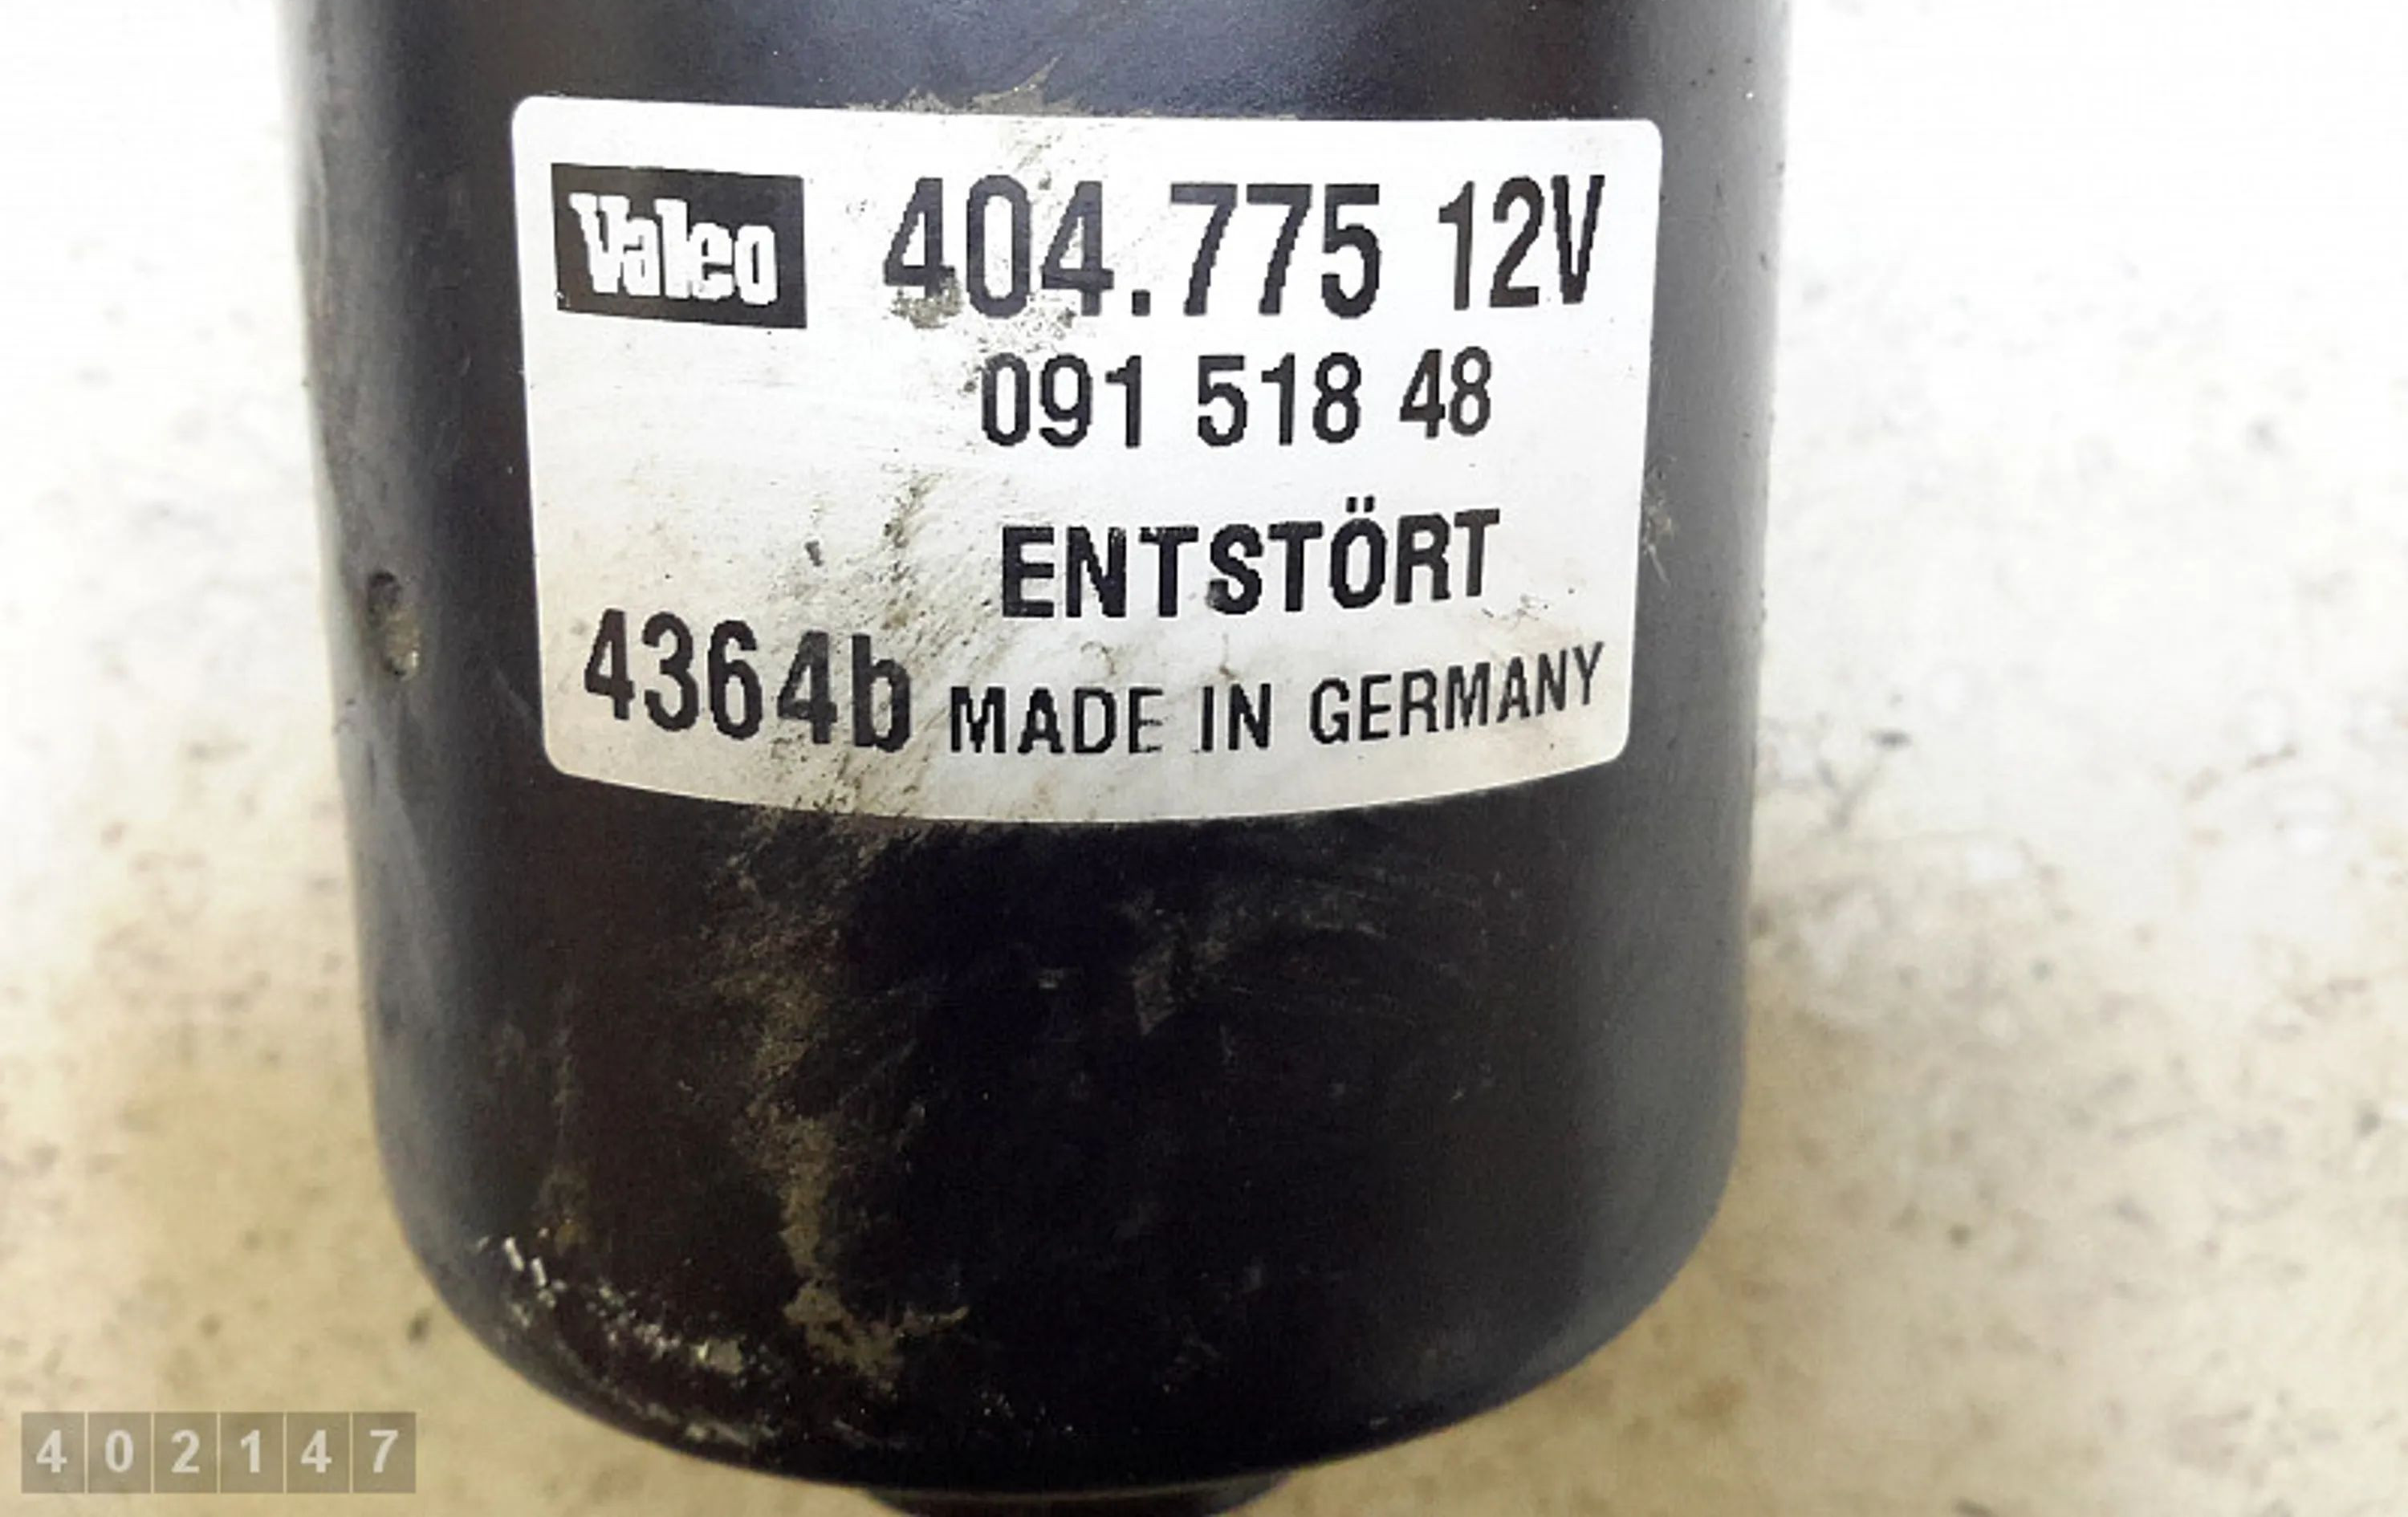 Valeo 404.775 12V
091 518 48
ENTSTÖRT
4364b MADE IN GERMANY
402147